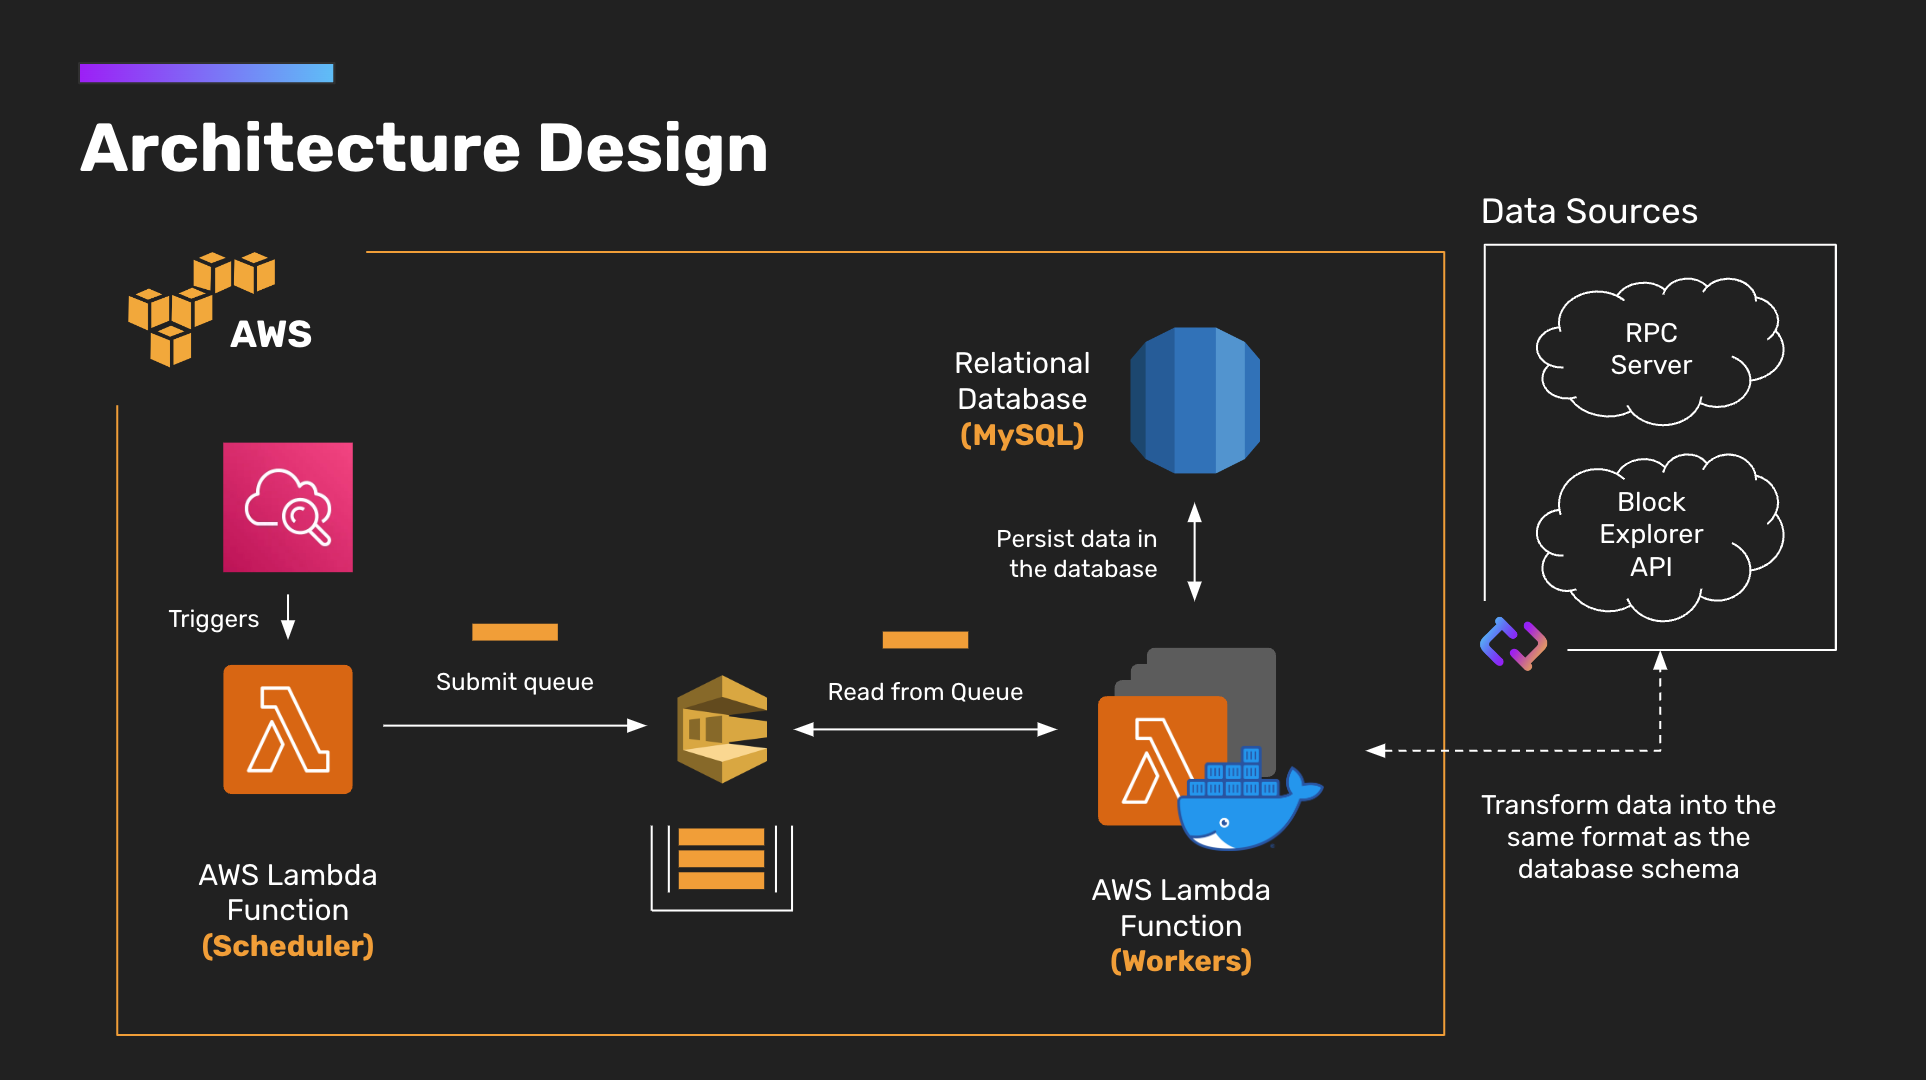 Architecture Design
Data Sources
AWS
RPC
Server
Relational
Database
(MySQL)
Block
Explorer
API
Persist data in
the database
Triggers
Submit queue
Read from Queue
Transform data into the
same format as the
database schema
AWS Lambda
Function
(Scheduler)
AWS Lambda
Function
(Workers)